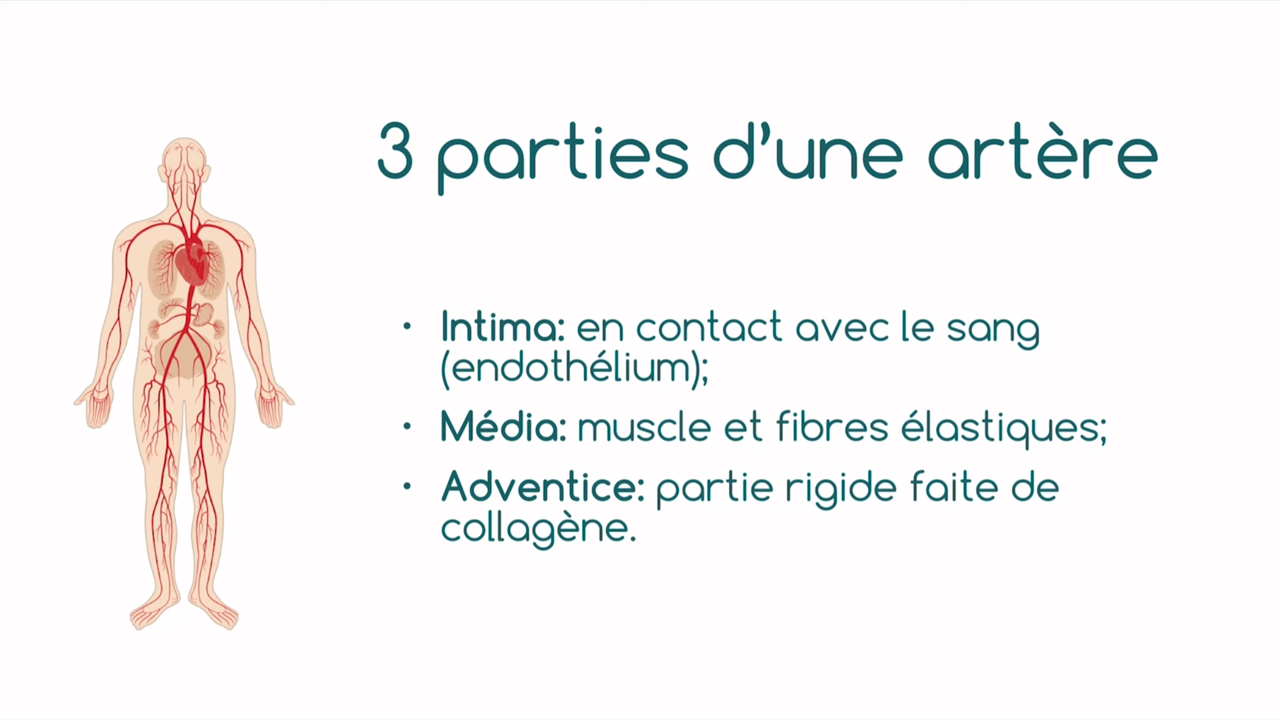 3 parties d’une artère
• Intima: en contact avec le sang
(endothélium);
• Média: muscle et fibres élastiques;
• Adventice: partie rigide faite de
collagène.